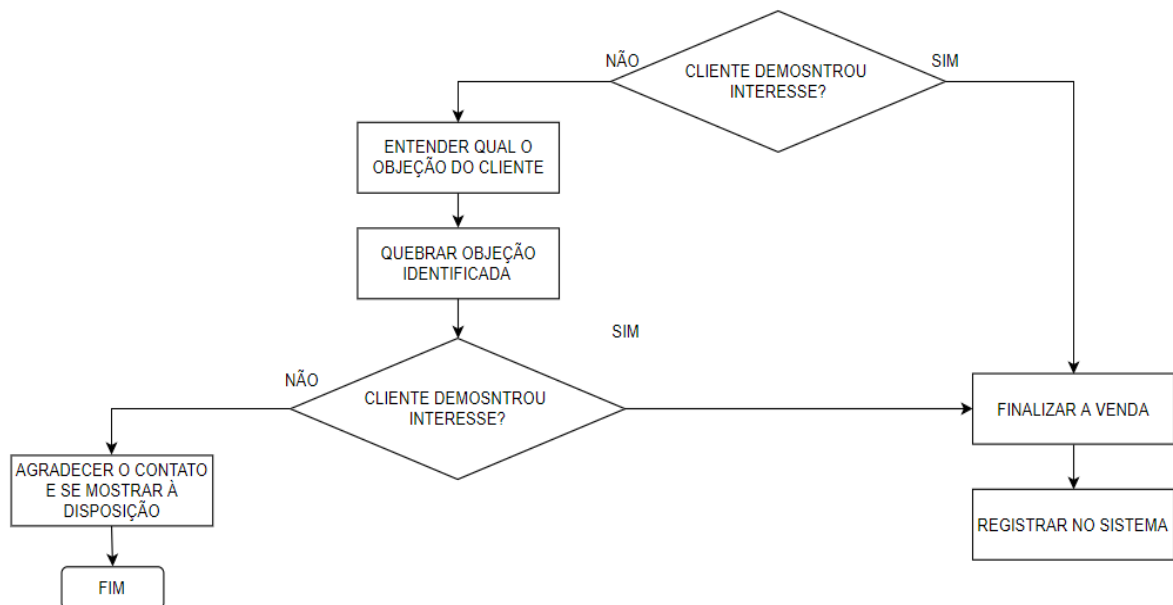 NÃO
SIM
CLIENTE DEMOSNTROU
INTERESSE?
ENTENDER QUAL O
OBJEÇÃO DO CLIENTE
QUEBRAR OBJEÇÃO
IDENTIFICADA
SIM
NÃO
CLIENTE DEMOSNTROU
INTERESSE?
FINALIZAR A VENDA
AGRADECER O CONTATO
E SE MOSTRAR À
DISPOSIÇÃO
REGISTRAR NO SISTEMA
FIM